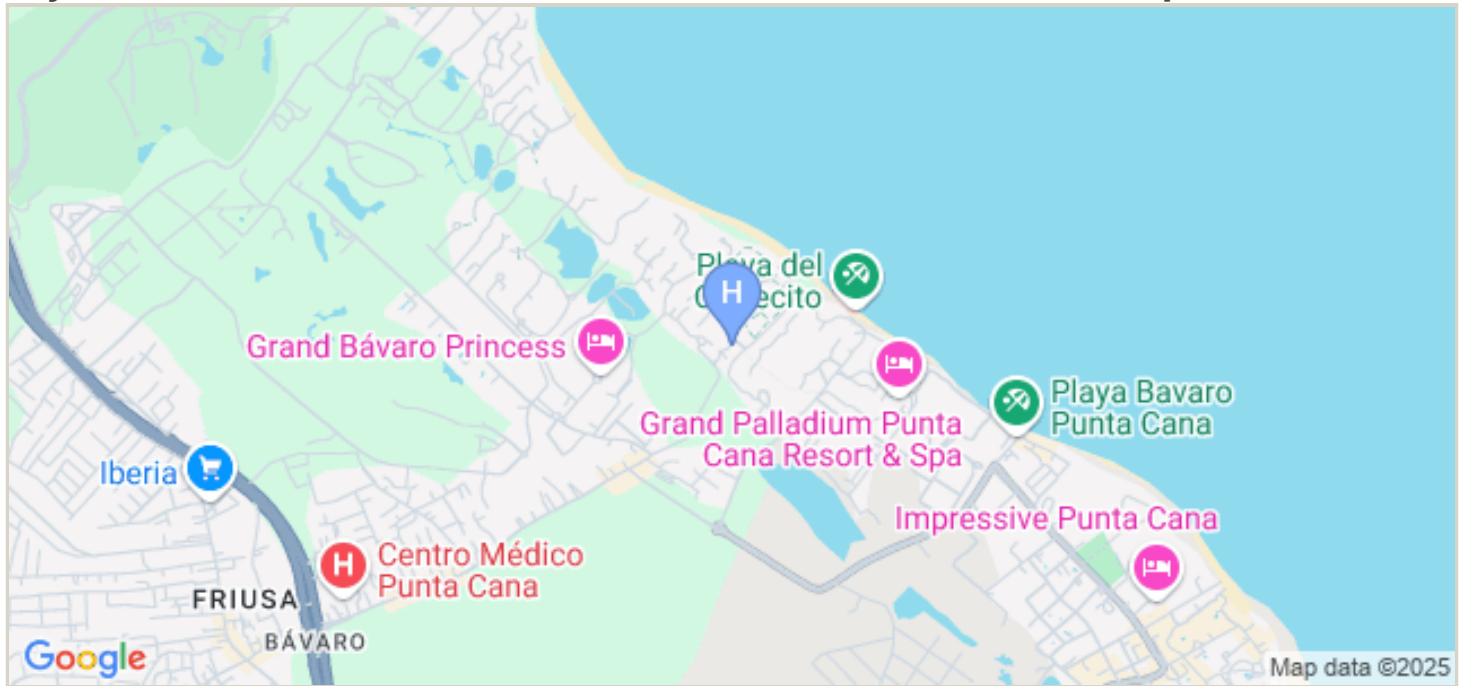 Playa del
Grand Bávaro Princess
Grand Palladium Punta
Cana Resort & Spa
Playa Bavaro
Punta Cana
Iberia
Impressive Punta Cana
H
H
Centro Médico
Punta Cana
FRIUSA
BÁVARO
Google
Map data ©2025